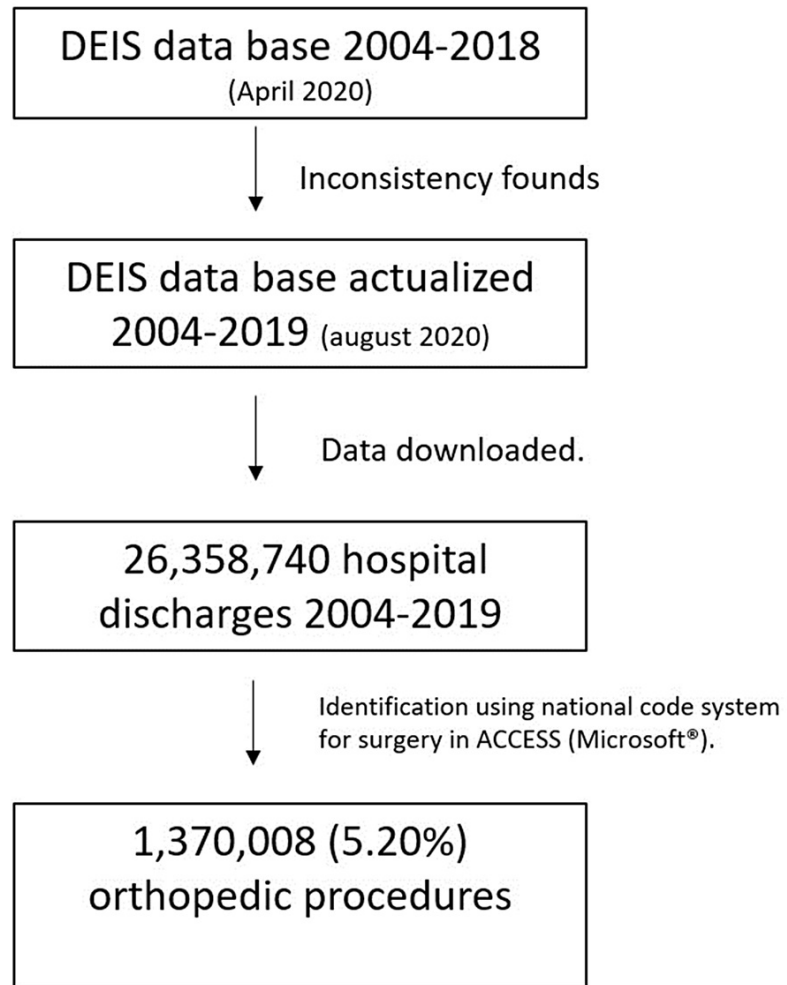 DEIS data base 2004-2018
(April 2020)
Inconsistency founds
DEIS data base actualized
2004-2019 (august 2020)
Data downloaded.
26,358,740 hospital
discharges 2004-2019
Identification using national code system
for surgery in ACCESS (Microsoft®).
1,370,008 (5.20%)
orthopedic procedures